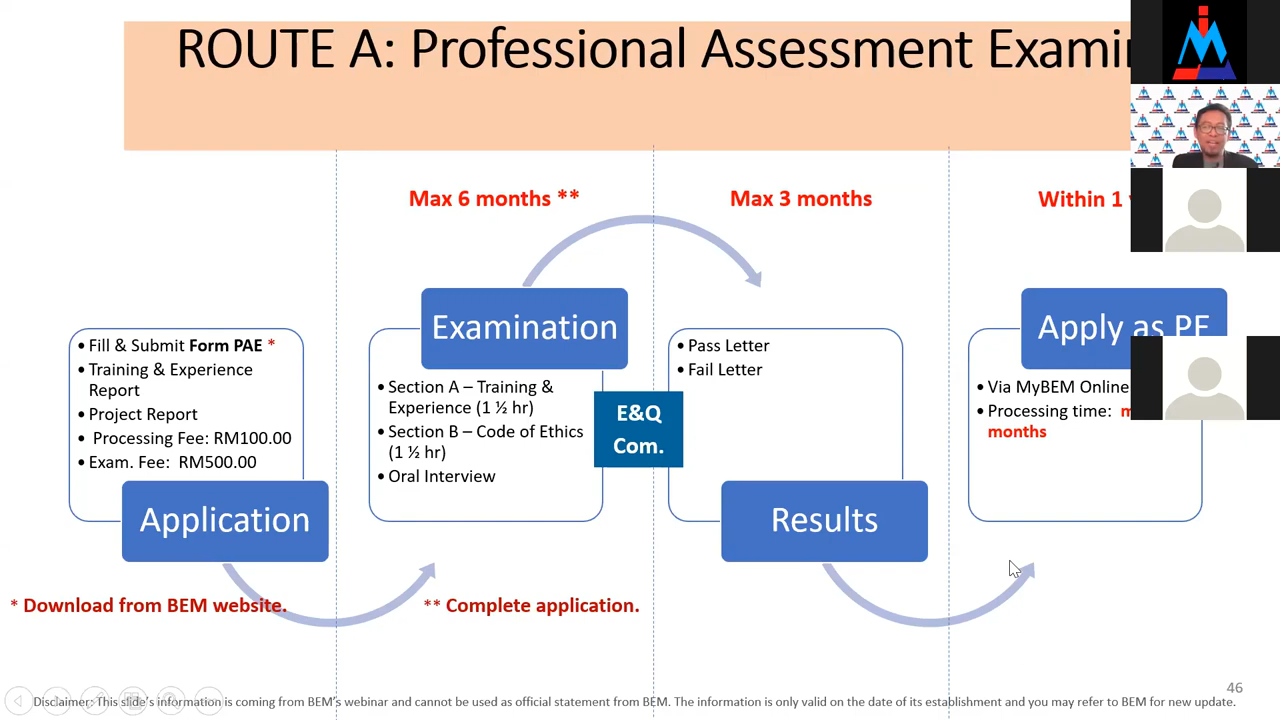 ROUTE A: Professional Assessment
Max 6 months **
Max 3 months
Within 1
• Fill & Submit Form PAE *
• Training & Experience
Report
• Project Report
• Processing Fee: RM100.00
• Exam. Fee: RM500.00
Application
* Download from BEM website.
Examination
• Section A – Training &
Experience (1 ½ hr)
• Section B – Code of Ethics
(1 ½ hr)
• Oral Interview
** Complete application.
E&Q
Com.
• Pass Letter
• Fail Letter
Results
Apply as PE
• Via MyBEM Online
• Processing time:
months
46
Disclaimer: This slide's information is coming from BEM's webinar and cannot be used as official statement from BEM. The information is only valid on the date of its establishment and you may refer to BEM for new update.